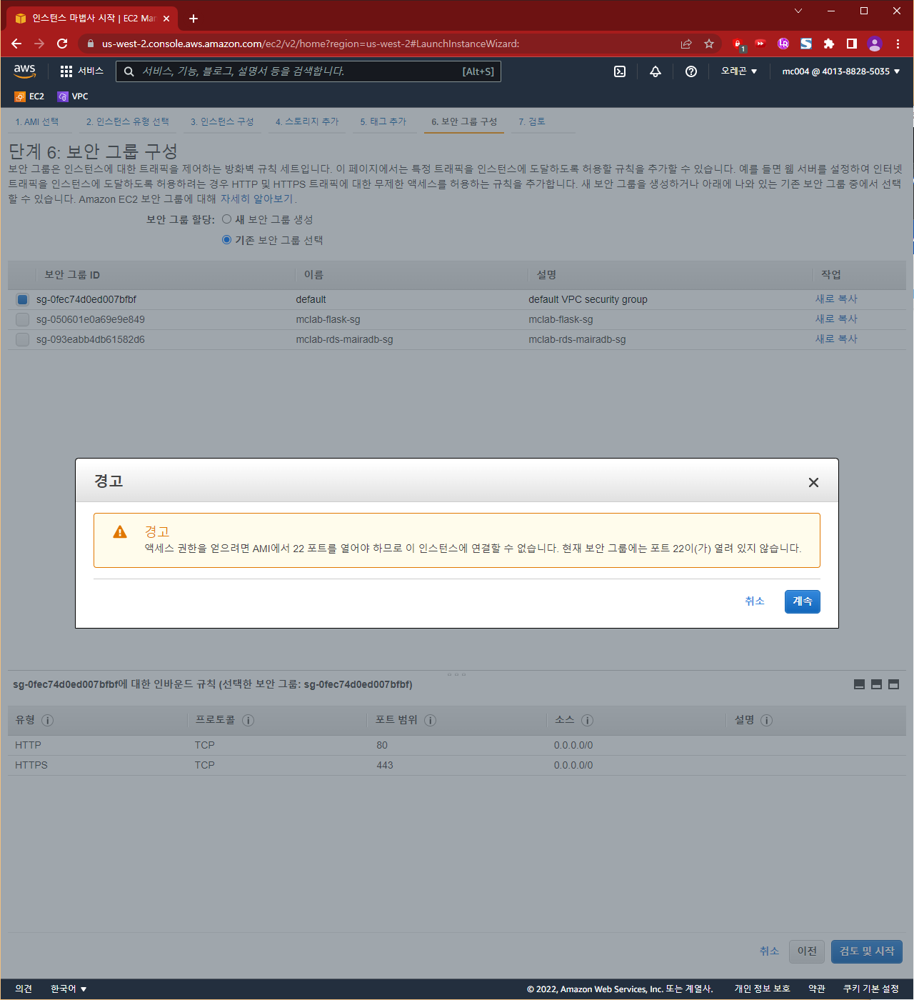 인스턴스 마법사 시작 | EC2 Mar
us-west-2.console.aws.amazon.com/ec2/v2/home?region=us-west-2#LaunchInstanceWizard:
1
aws 서비스 서비스, 기능, 블로그, 설명서 등을 검색합니다. [Alt+S] 오레곤 ▼ mc004 @ 4013-8828-5035 ▼
EC2 VPC
1. AMI 선택 2. 인스턴스 유형 선택 3. 인스턴스 구성 4. 스토리지 추가 5. 태그 추가 6. 보안 그룹 구성 7. 검토
단계 6: 보안 그룹 구성
보안 그룹은 인스턴스에 대한 트래픽을 제어하는 방화벽 규칙 세트입니다. 이 페이지에서는 특정 트래픽을 인스턴스에 도달하도록 허용할 규칙을 추가할 수 있습니다. 예를 들면 웹 서버를 설정하여 인터넷
트래픽을 인스턴스에 도달하도록 허용하려는 경우 HTTP 및 HTTPS 트래픽에 대한 무제한 액세스를 허용하는 규칙을 추가합니다. 새 보안 그룹을 생성하거나 아래에 나와 있는 기존 보안 그룹 중에서 선택
할 수 있습니다. Amazon EC2 보안 그룹에 대해 자세히 알아보기.
보안 그룹 할당: 새 보안 그룹 생성
기존 보안 그룹 선택
보안 그룹 ID 이름 설명 작업
sg-0fec74d0ed007bfbf default default VPC security group 새로 복사
sg-050601e0a69e9e849 mclab-flask-sg mclab-flask-sg 새로 복사
sg-093eabb4db61582d6 mclab-rds-mairadb-sg mclab-rds-mairadb-sg 새로 복사
경고
경고
액세스 권한을 얻으려면 AMI에서 22 포트를 열어야 하므로 이 인스턴스에 연결할 수 없습니다. 현재 보안 그룹에는 포트 22이(가) 열려 있지 않습니다.
취소 계속
sg-0fec74d0ed007bfbf에 대한 인바운드 규칙 (선택한 보안 그룹: sg-0fec74d0ed007bfbf)
유형 프로토콜 포트 범위 소스 설명
HTTP TCP 80 0.0.0.0/0
HTTPS TCP 443 0.0.0.0/0
취소 이전 검토 및 시작
의견 한국어 ▼ © 2022, Amazon Web Services, Inc. 또는 계열사. 개인 정보 보호 약관 쿠키 기본 설정